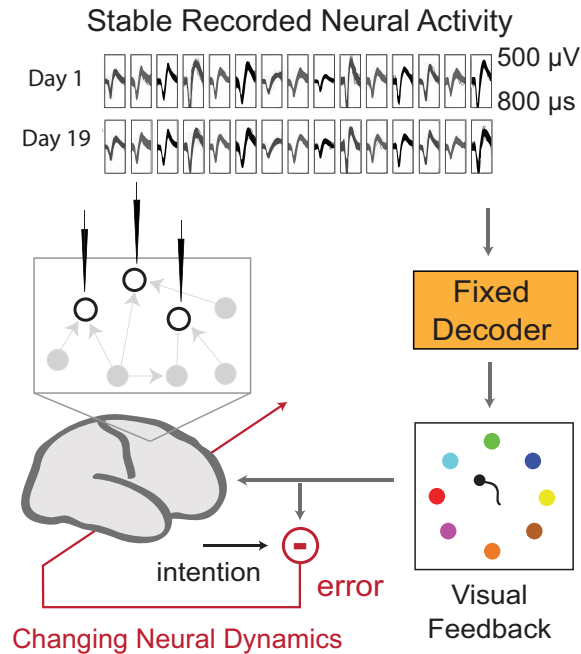 Stable Recorded Neural Activity
Day 1
500 µV
800 µs
Day 19
Fixed
Decoder
intention
-
error
Visual
Feedback
Changing Neural Dynamics